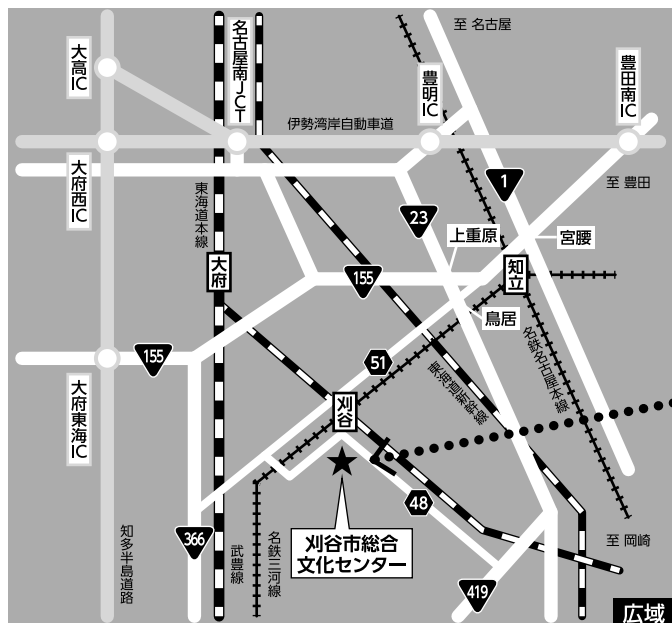 至 名古屋
大高IC
名古屋南JCT
豊明IC
豊田南IC
伊勢湾岸自動車道
大府西IC
東海道本線
1
至 豊田
23
上重原
宮腰
大府
155
知立
鳥居
155
51
名鉄名古屋本線
東海道新幹線
大府東海IC
刈谷
48
366
刈谷市総合
文化センター
至 岡崎
知多半島道路
武豊線
名鉄三河線
419
広域